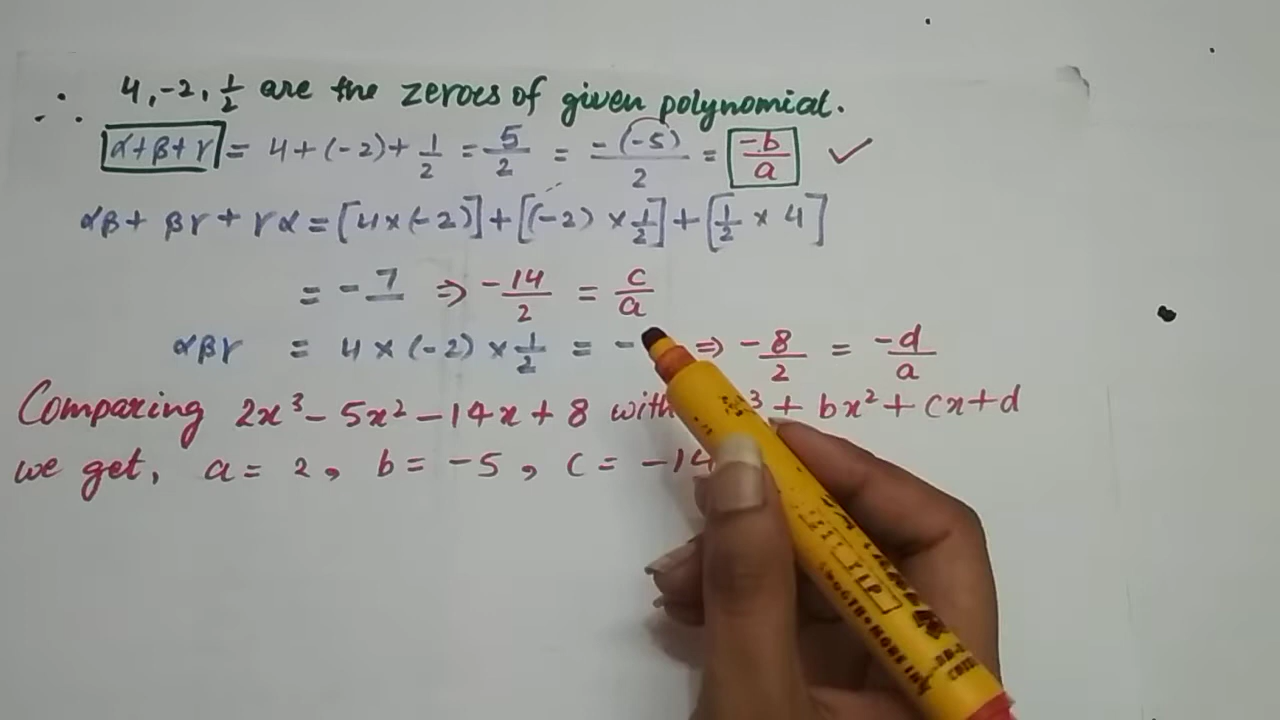 ∴ 4, -2, 1/2 are the zeroes of given polynomial.
α+β+γ = 4+(-2)+ 1/2 = 5/2 = -(-5)/2 = -b/a ✓
αβ+ βγ + γα = [4×(-2)]+[(-2) × 1/2]+[1/2 × 4]
= -7 ⇒ -14/2 = c/a
αβγ = 4 × (-2) × 1/2 = - ⇒ -8/2 = -d/a
Comparing 2x³ - 5x² - 14x + 8 with ³ + bx² + cx + d
we get, a = 2, b = -5, c = -14